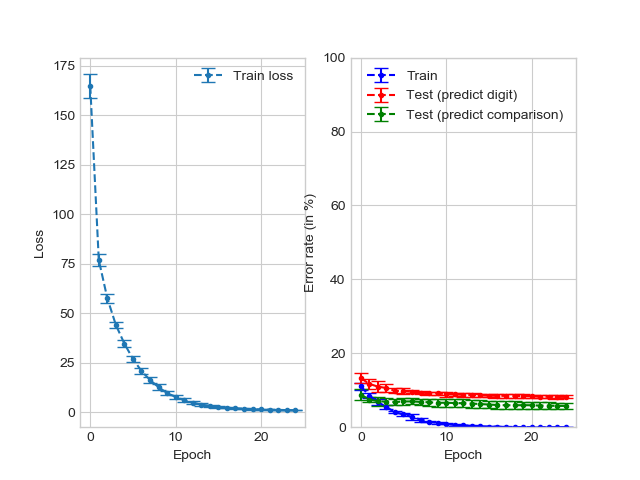 175
150
125
100
75
50
25
0
Loss
0 10 20
Epoch
Train loss
100
80
60
40
20
0
Error rate (in %)
0 10 20
Epoch
Train
Test (predict digit)
Test (predict comparison)